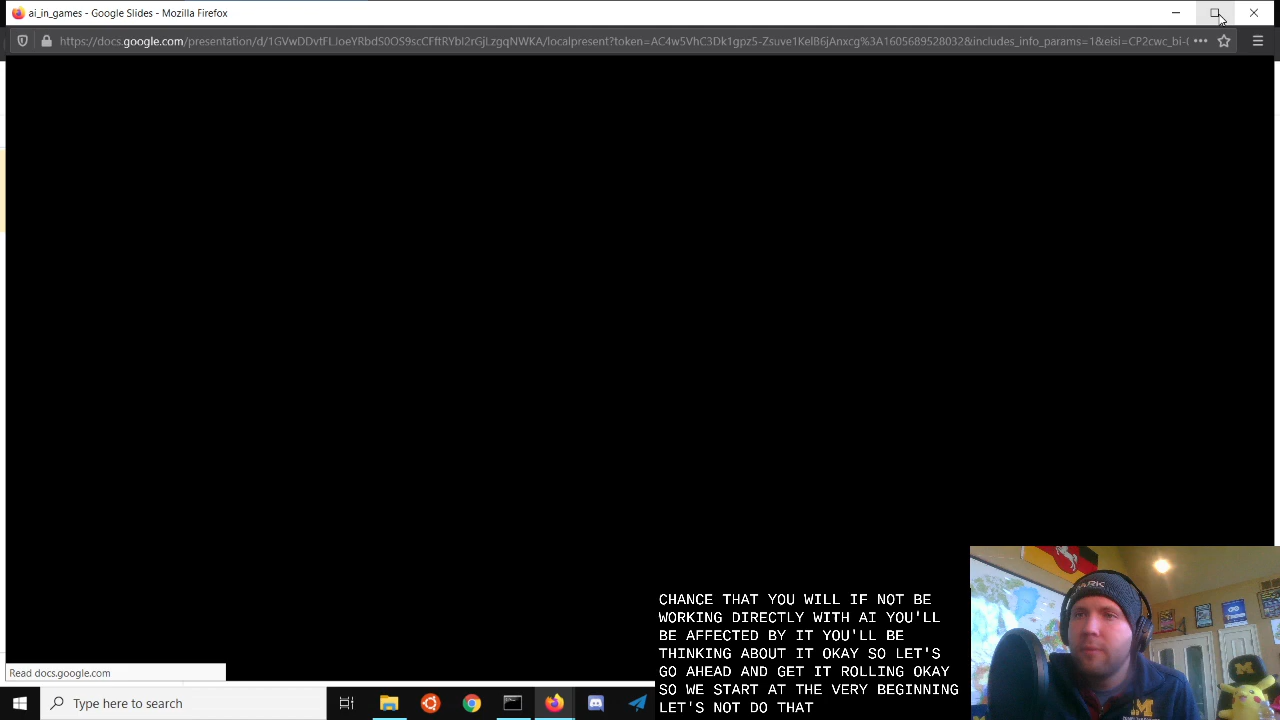 ai_in_games - Google Slides - Mozilla Firefox
https://docs.google.com/presentation/d/1GVwDDvtFLJoeYRbdS0OS9scCFftRYbl2rGjLzgqNWKA/localpresent?token=AC4w5VhC3Dk1gpz5-Zsuve1KelB6jAnxcg%3A1605689528032&includes_info_params=1&eisi=CP2cwc_bi-
CHANCE THAT YOU WILL IF NOT BE
WORKING DIRECTLY WITH AI YOU'LL
BE AFFECTED BY IT YOU'LL BE
THINKING ABOUT IT OKAY SO LET'S
GO AHEAD AND GET IT ROLLING OKAY
SO WE START AT THE VERY BEGINNING
LET'S NOT DO THAT
Read docs.google.com
Type here to search